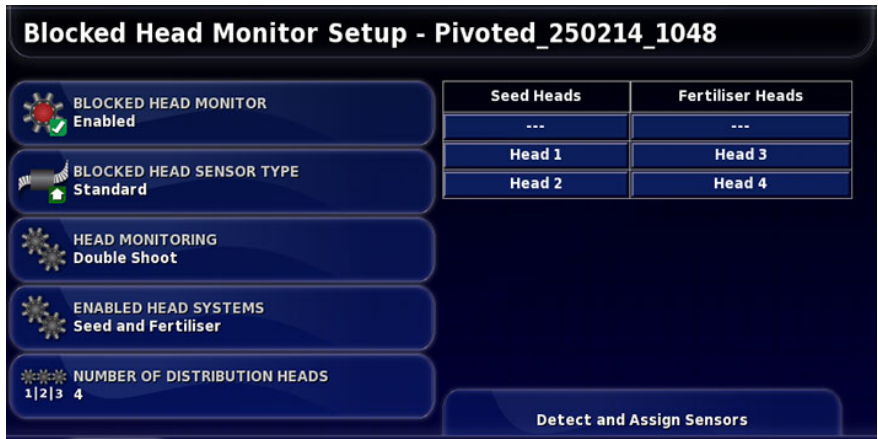 Blocked Head Monitor Setup - Pivoted_250214_1048
BLOCKED HEAD MONITOR
Enabled
BLOCKED HEAD SENSOR TYPE
Standard
HEAD MONITORING
Double Shoot
ENABLED HEAD SYSTEMS
Seed and Fertiliser
NUMBER OF DISTRIBUTION HEADS
1|2|3 4
Seed Heads Fertiliser Heads
--- ---
Head 1 Head 3
Head 2 Head 4
Detect and Assign Sensors